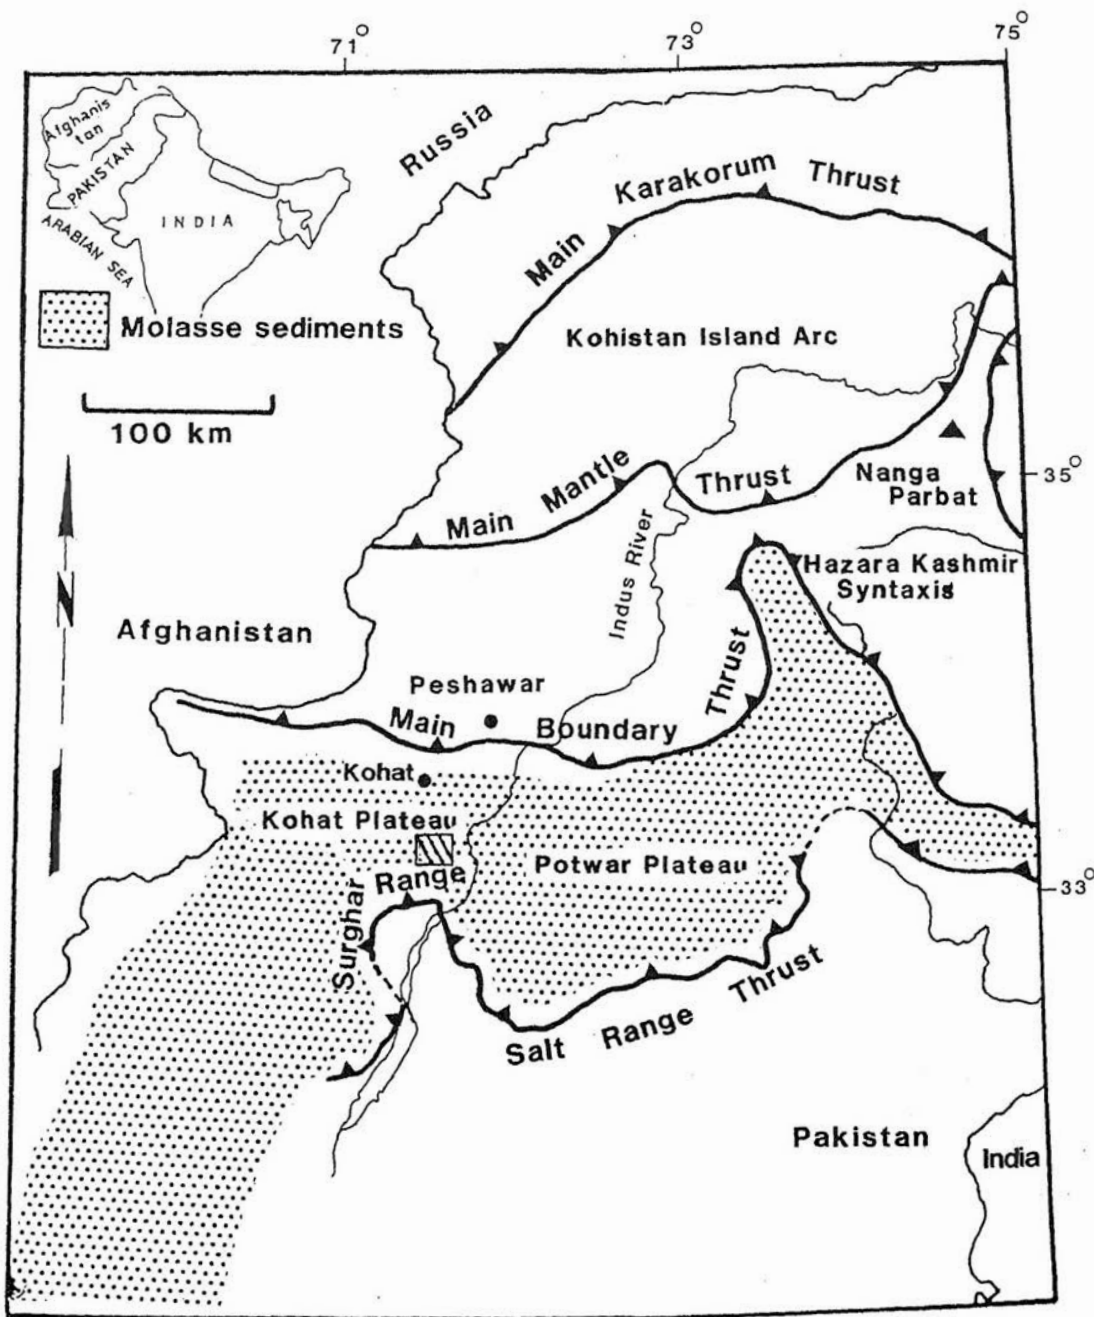 71°
73°
75°
Afghanis
tan
PAKISTAN
INDIA
ARABIAN SEA
Russia
Main Karakorum Thrust
Molasse sediments
Kohistan Island Arc
100 km
35°
Main Mantle Thrust
Nanga
Parbat
N
Indus River
Hazara Kashmir
Syntaxis
Afghanistan
Peshawar
Main Boundary Thrust
Kohat
Kohat Plateau
Potwar Plateau
33°
Surghar Range
Salt Range Thrust
Pakistan
India